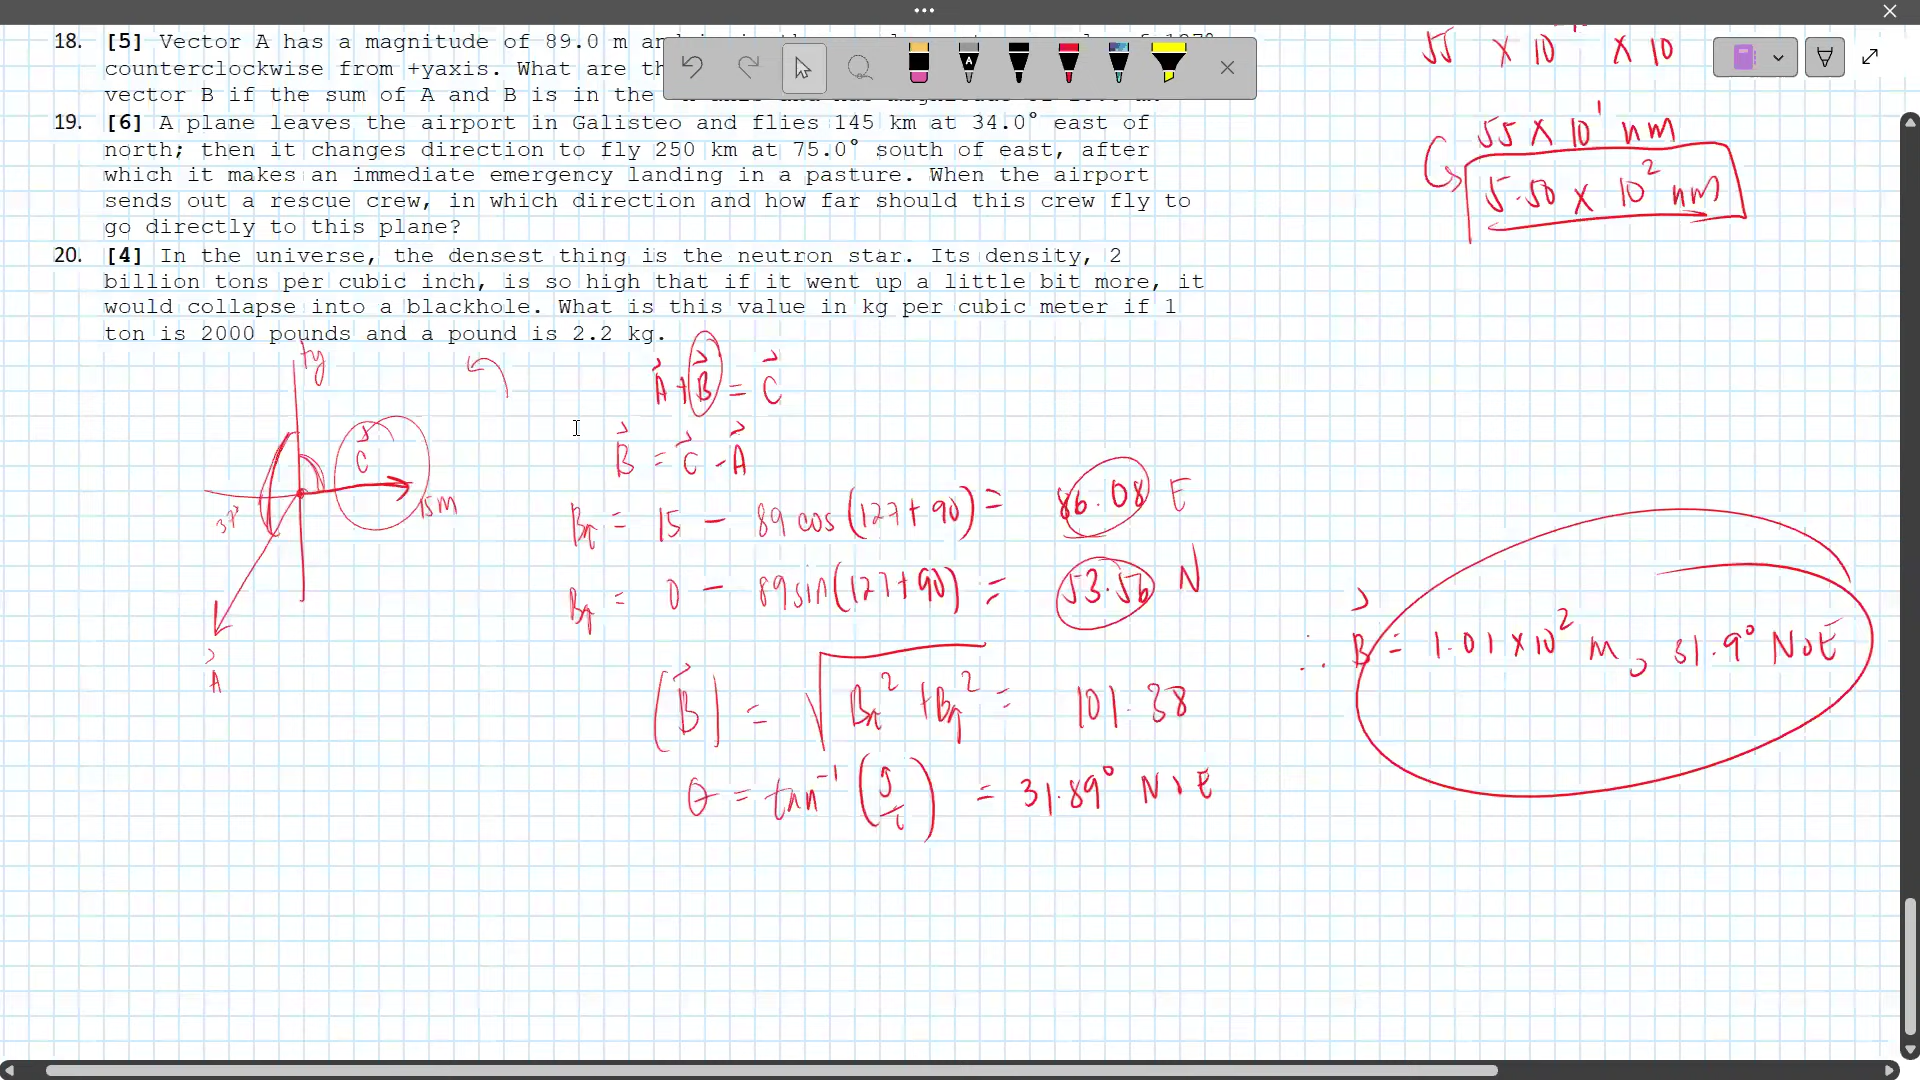 18. [5] Vector A has a magnitude of 89.0 m an
counterclockwise from +yaxis. What are th
vector B if the sum of A and B is in the
19. [6] A plane leaves the airport in Galisteo and flies 145 km at 34.0° east of
north; then it changes direction to fly 250 km at 75.0° south of east, after
which it makes an immediate emergency landing in a pasture. When the airport
sends out a rescue crew, in which direction and how far should this crew fly to
go directly to this plane?
20. [4] In the universe, the densest thing is the neutron star. Its density, 2
billion tons per cubic inch, is so high that if it went up a little bit more, it
would collapse into a blackhole. What is this value in kg per cubic meter if 1
ton is 2000 pounds and a pound is 2.2 kg.
55 X 10 X 10
55 X 10¹ nm
5.50 X 10² nm
+y
C
15m
37°
A
A + B = C
B = C - A
Bx = 15 - 89 cos (127+90) = 86.08 E
By = 0 - 89 sin (127+90) = 53.56 N
|B| = √Bx² + By² = 101.38
θ = tan⁻¹ (y/x) = 31.89° N o E
∴ B = 1.01 x 10² m, 31.9° N o E